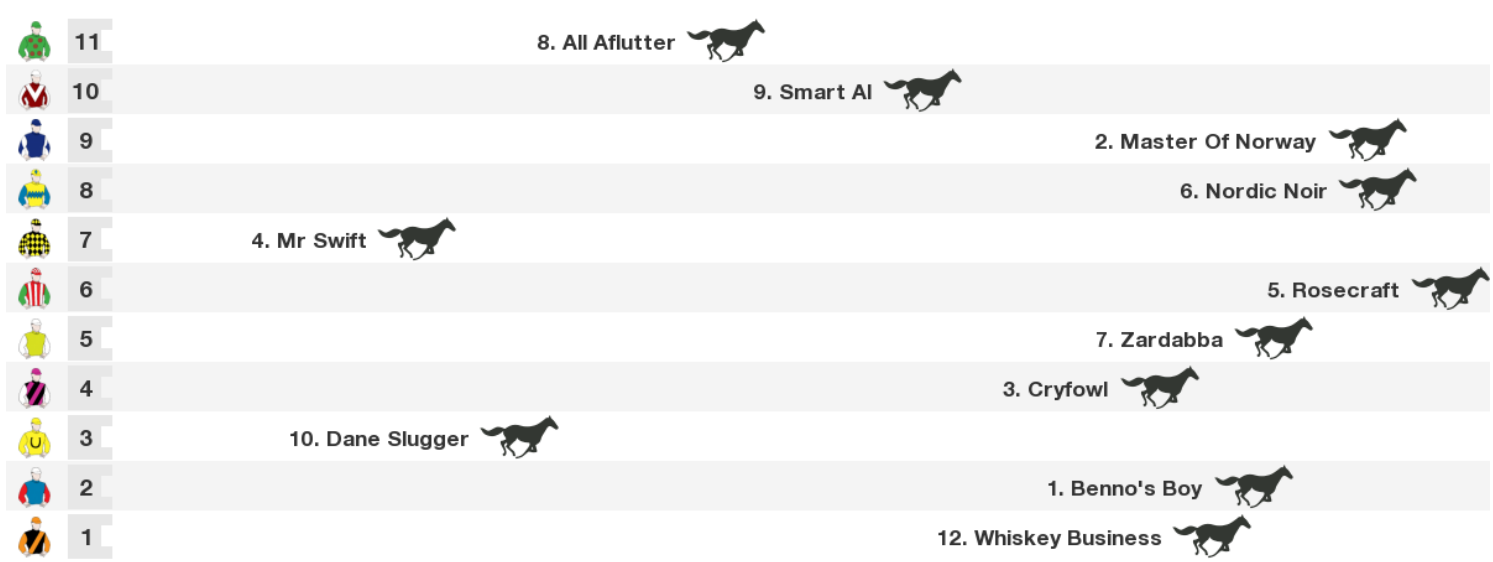 11 8. All Aflutter
10 9. Smart Al
9 2. Master Of Norway
8 6. Nordic Noir
7 4. Mr Swift
6 5. Rosecraft
5 7. Zardabba
4 3. Cryfowl
3 10. Dane Slugger
2 1. Benno's Boy
1 12. Whiskey Business